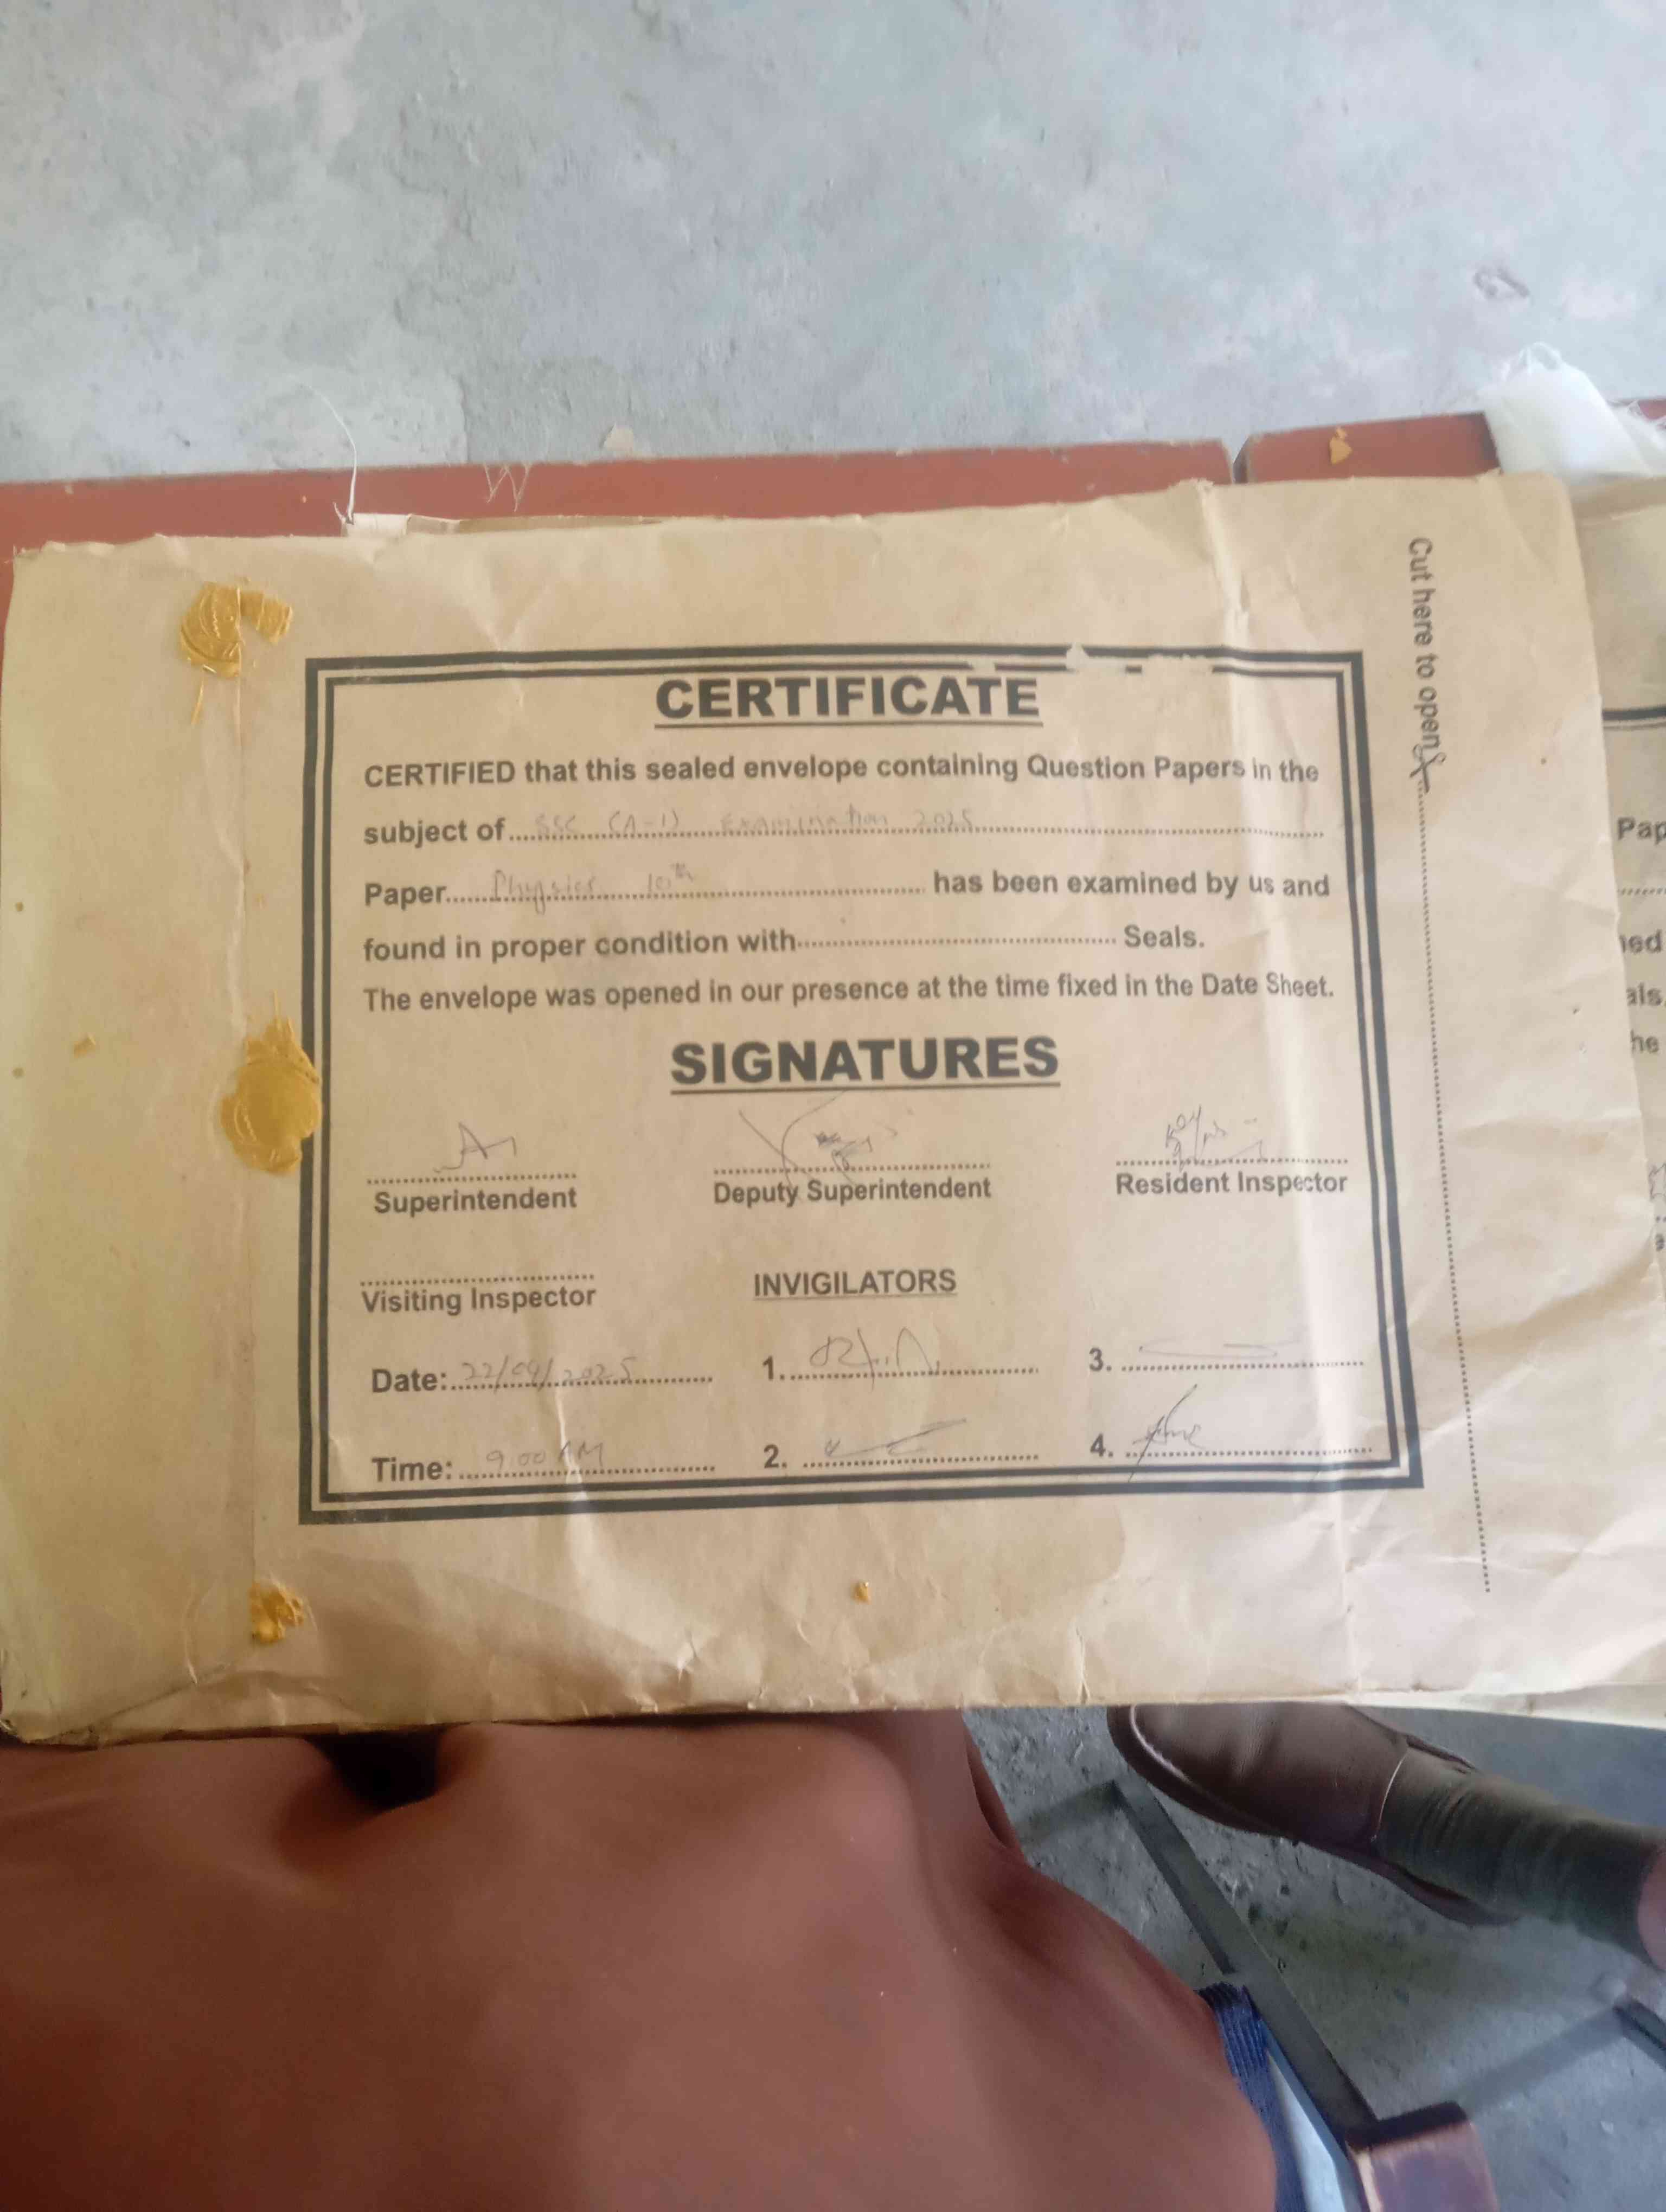 CERTIFICATE
CERTIFIED that this sealed envelope containing Question Papers in the
subject of SSC (A-1) Examination 2025
Paper Physics 10th has been examined by us and
found in proper condition with Seals.
The envelope was opened in our presence at the time fixed in the Date Sheet.
SIGNATURES
Superintendent Deputy Superintendent Resident Inspector
Visiting Inspector INVIGILATORS
Date: 22/04/2025 1. 3.
Time: 9:00 AM 2. 4.
Cut here to open
Pap
als
he